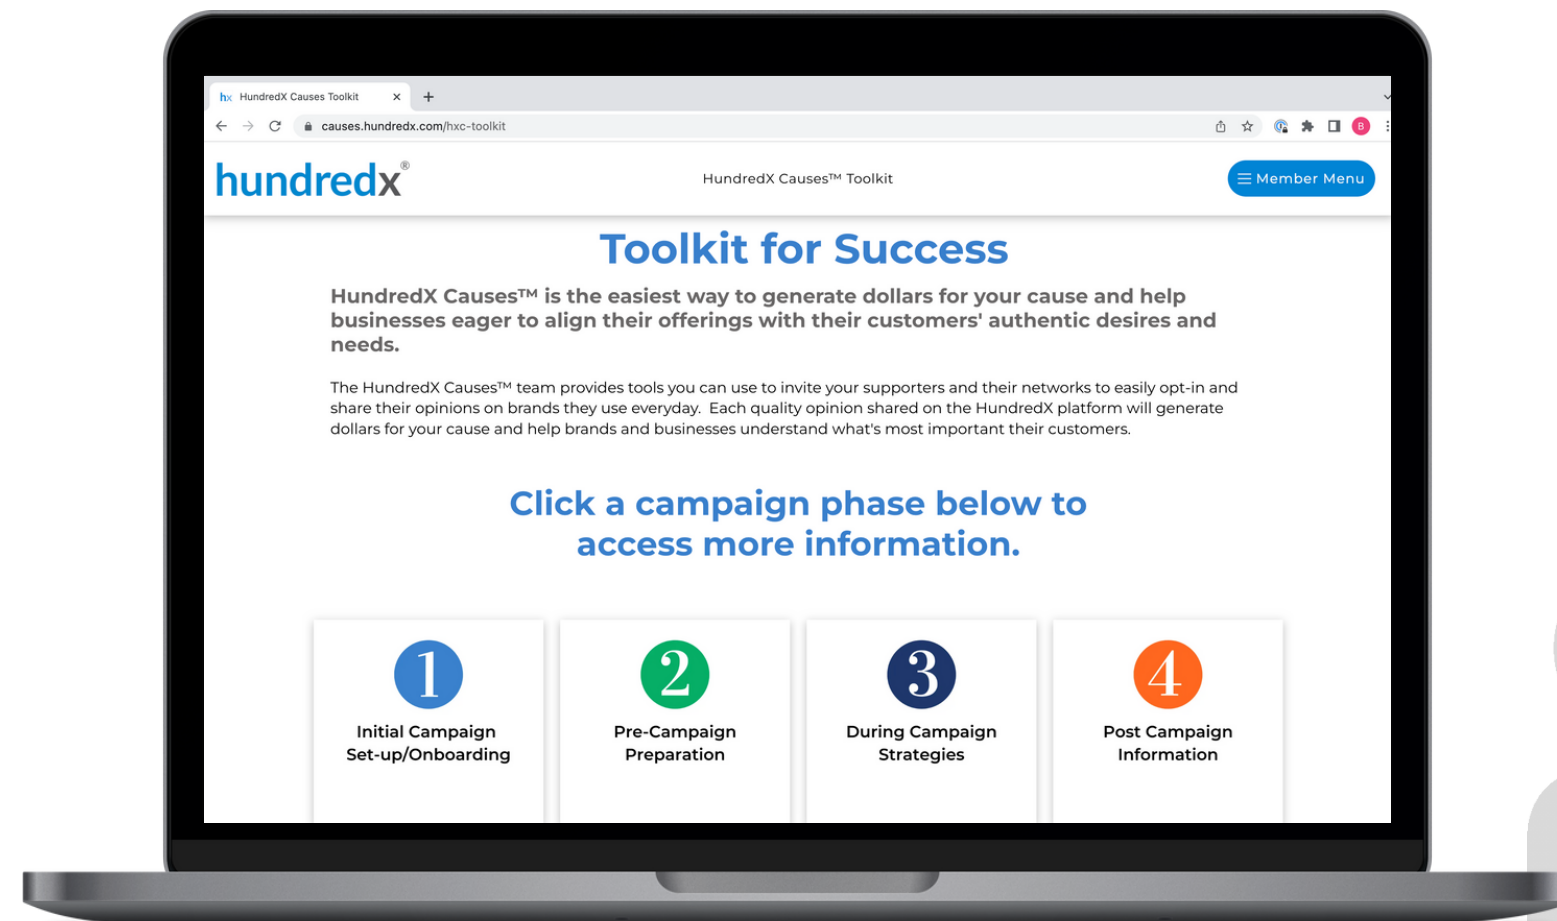 hx HundredX Causes Toolkit
causes.hundredx.com/hxc-toolkit
B
hundredx®
HundredX Causes™ Toolkit
Member Menu
Toolkit for Success
HundredX Causes™ is the easiest way to generate dollars for your cause and help
businesses eager to align their offerings with their customers' authentic desires and
needs.
The HundredX Causes™ team provides tools you can use to invite your supporters and their networks to easily opt-in and
share their opinions on brands they use everyday. Each quality opinion shared on the HundredX platform will generate
dollars for your cause and help brands and businesses understand what's most important their customers.
Click a campaign phase below to
access more information.
1
Initial Campaign
Set-up/Onboarding
2
Pre-Campaign
Preparation
3
During Campaign
Strategies
4
Post Campaign
Information